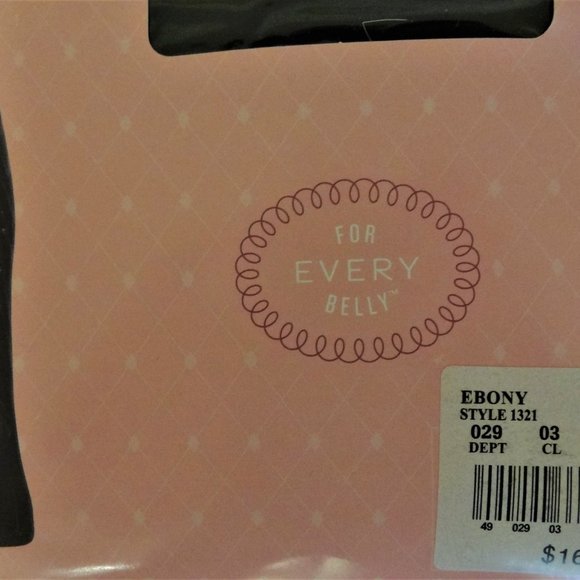 FOR
EVERY
BELLY™
EBONY
STYLE 1321
029 03
DEPT CL
49 029 03
$16